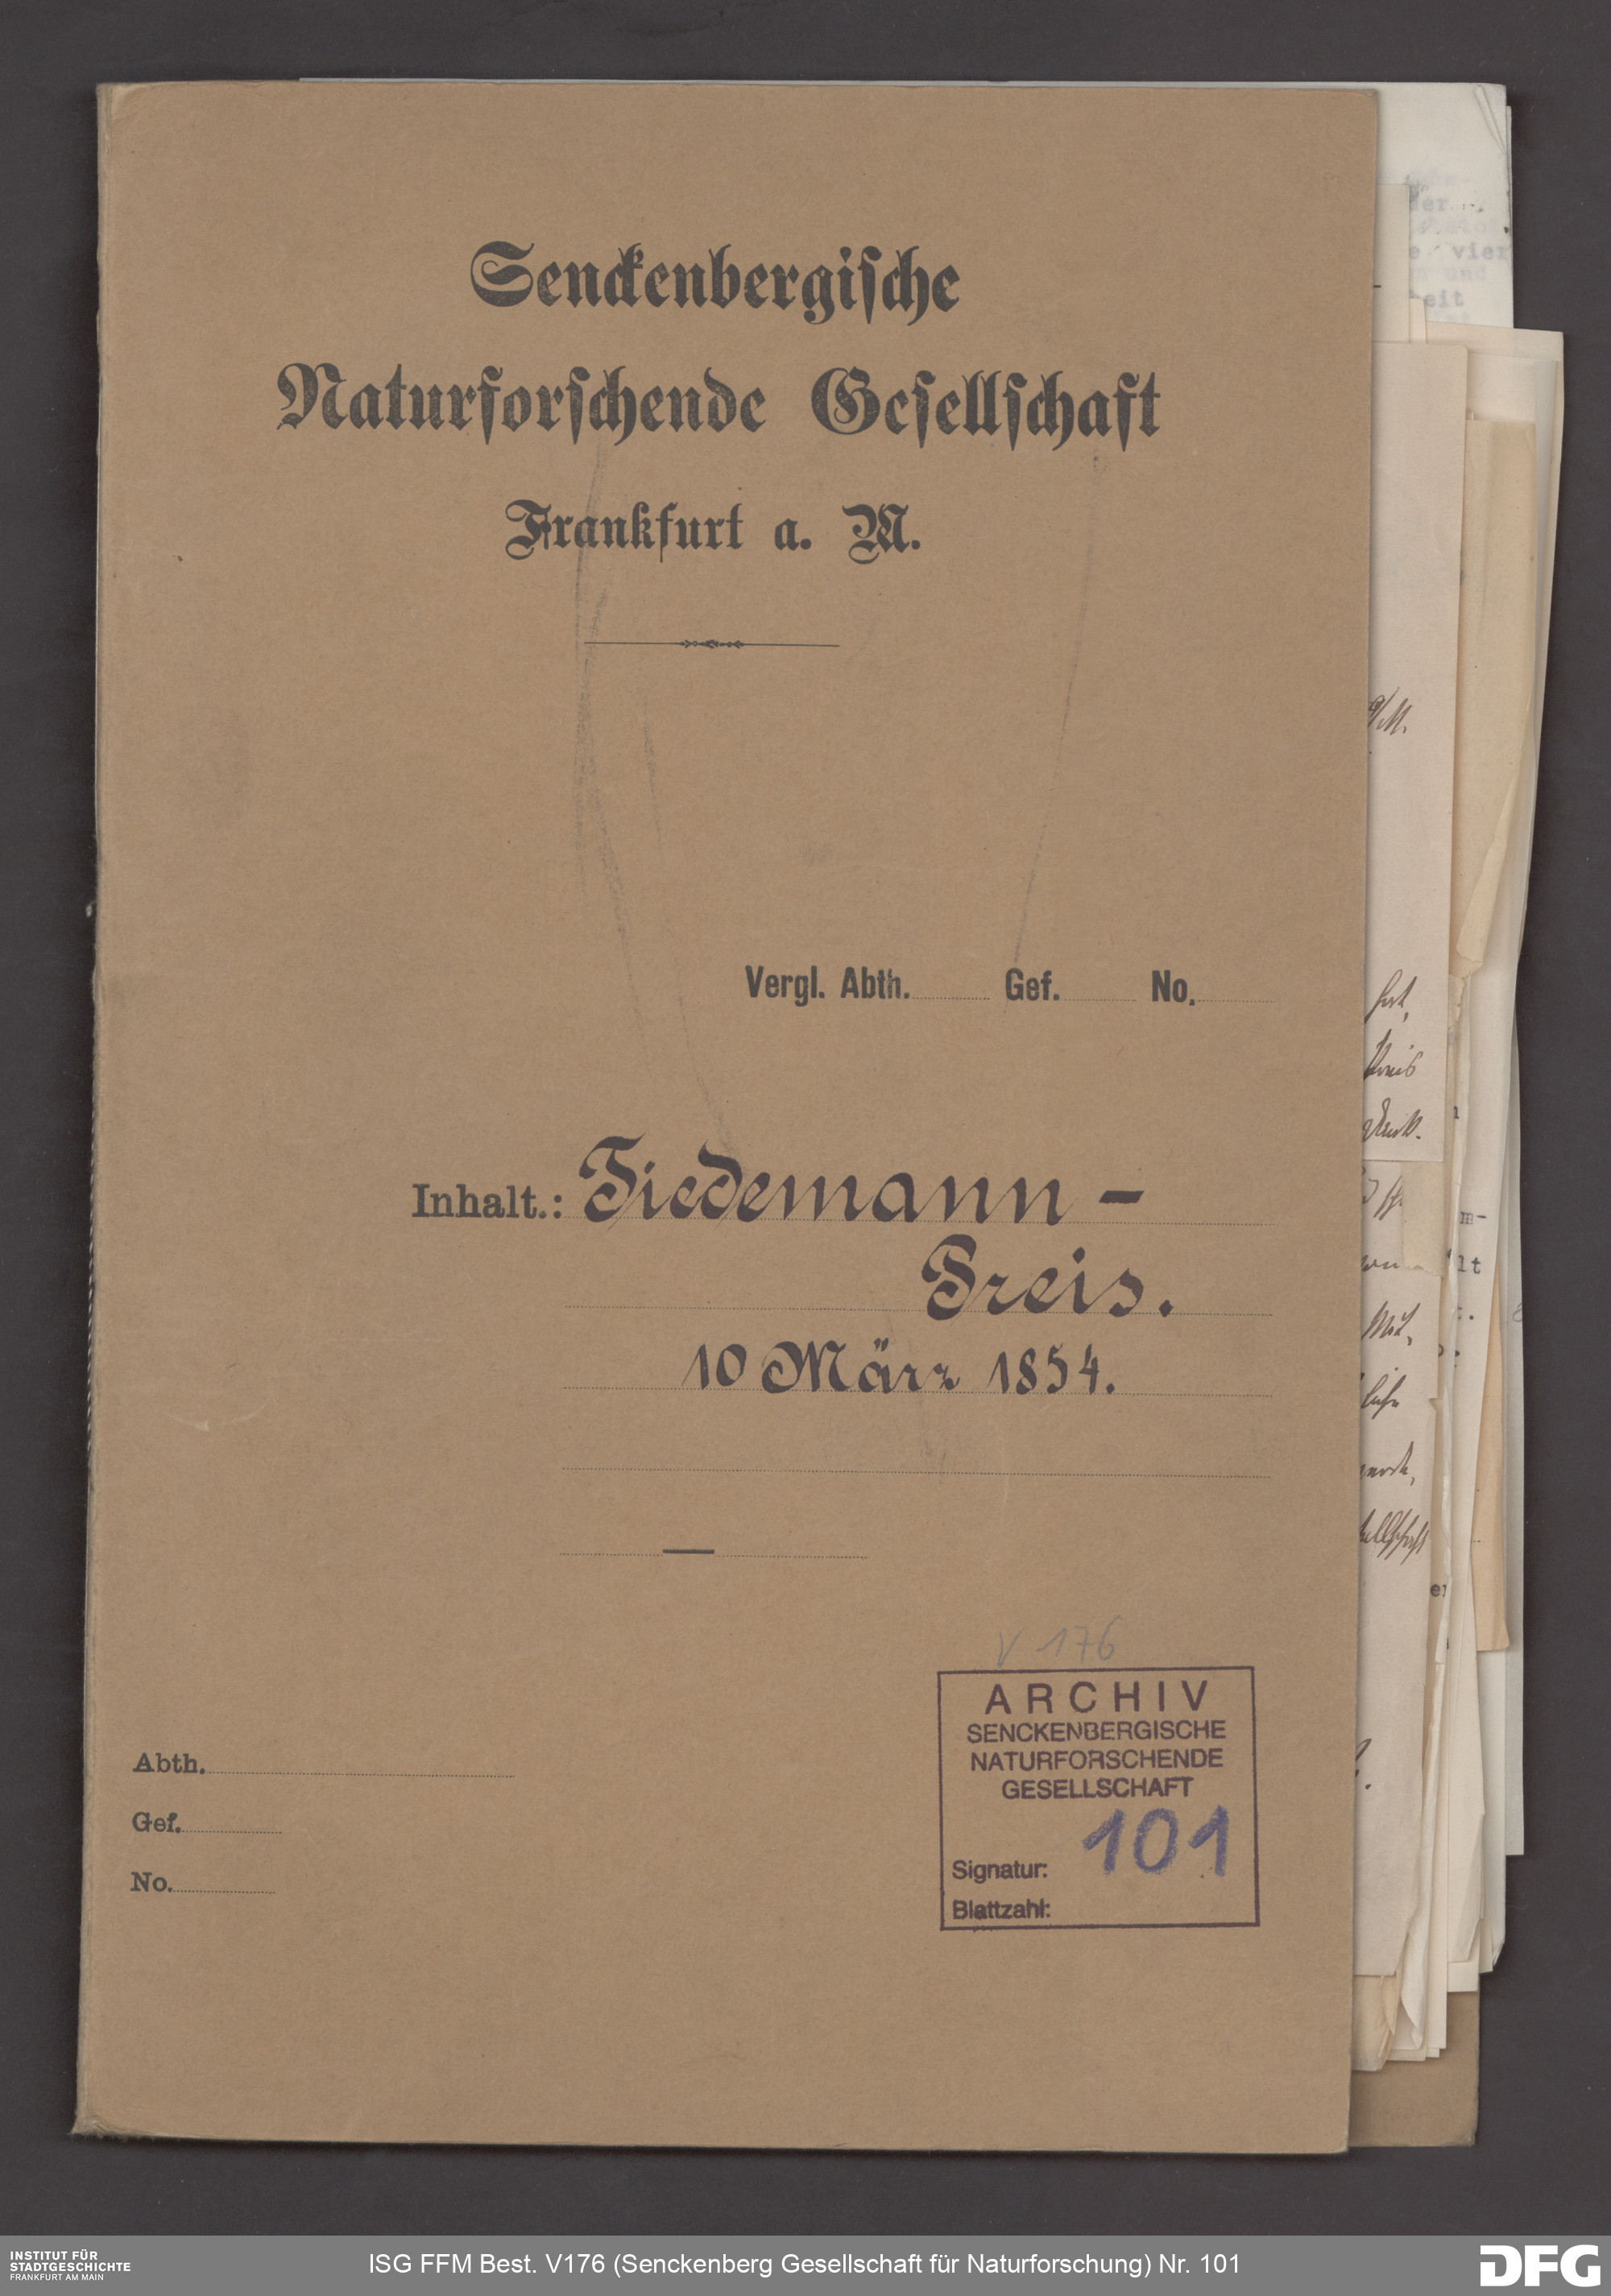 Senckenbergische
Naturforschende Gesellschaft
Frankfurt a. M.
Vergl. Abth. Gef. No.
Inhalt.: Tiedemann –
Preis.
10 März 1854.
V 176
ARCHIV
SENCKENBERGISCHE
NATURFORSCHENDE
GESELLSCHAFT
Signatur: 101
Blattzahl:
Abth.
Gef.
No.
vier
INSTITUT FÜR
STADTGESCHICHTE
FRANKFURT AM MAIN
ISG FFM Best. V176 (Senckenberg Gesellschaft für Naturforschung) Nr. 101
DFG